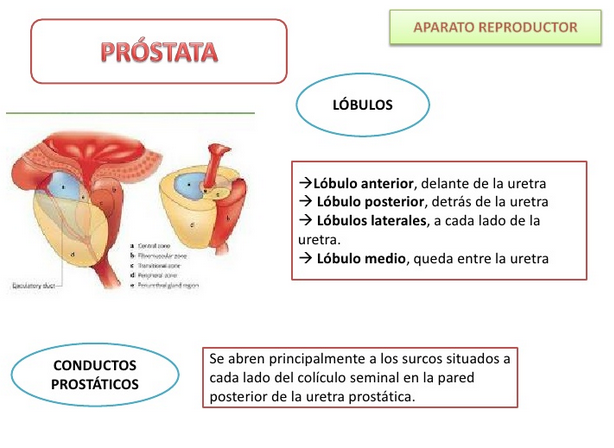 APARATO REPRODUCTOR
PRÓSTATA
LÓBULOS
→Lóbulo anterior, delante de la uretra
→ Lóbulo posterior, detrás de la uretra
→ Lóbulos laterales, a cada lado de la
uretra.
→ Lóbulo medio, queda entre la uretra
a Central zone
b Fibromuscular zone
c Transitional zone
d Peripheral zone
e Periurethral gland region
Ejaculatory duct
CONDUCTOS
PROSTÁTICOS
Se abren principalmente a los surcos situados a
cada lado del colículo seminal en la pared
posterior de la uretra prostática.